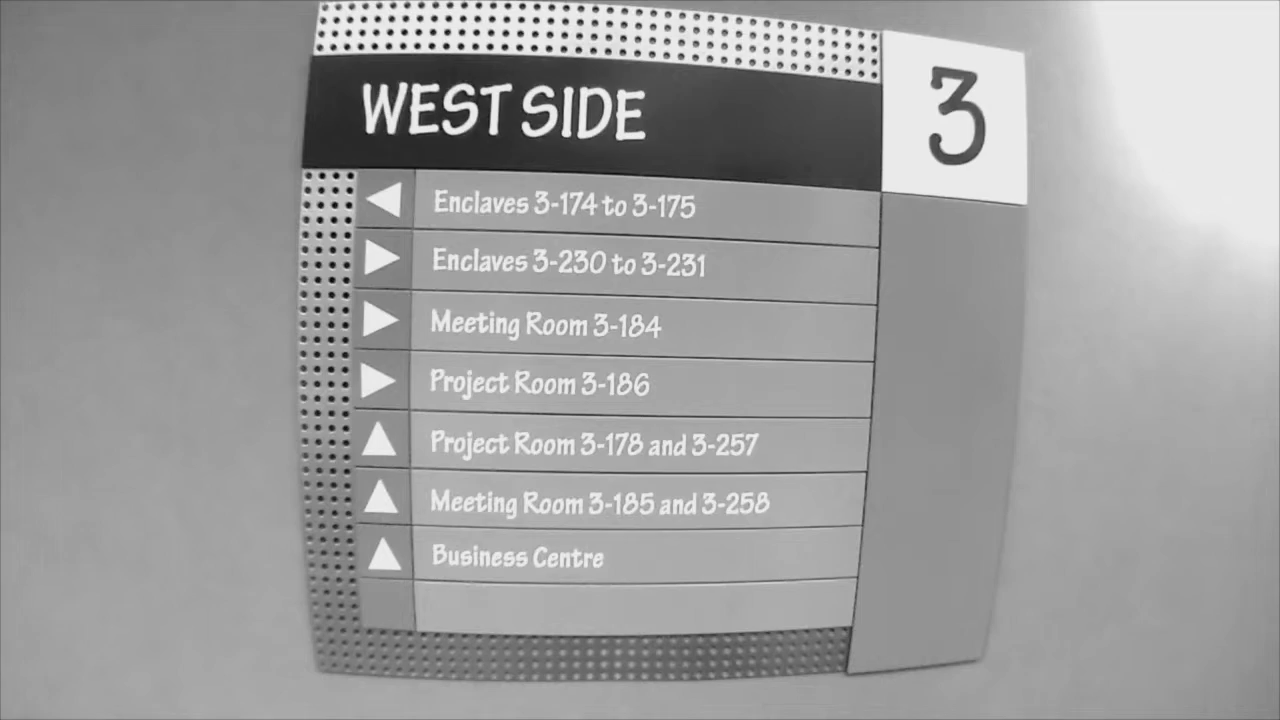 WEST SIDE
3
Enclaves 3-174 to 3-175
Enclaves 3-230 to 3-231
Meeting Room 3-184
Project Room 3-186
Project Room 3-178 and 3-257
Meeting Room 3-185 and 3-258
Business Centre